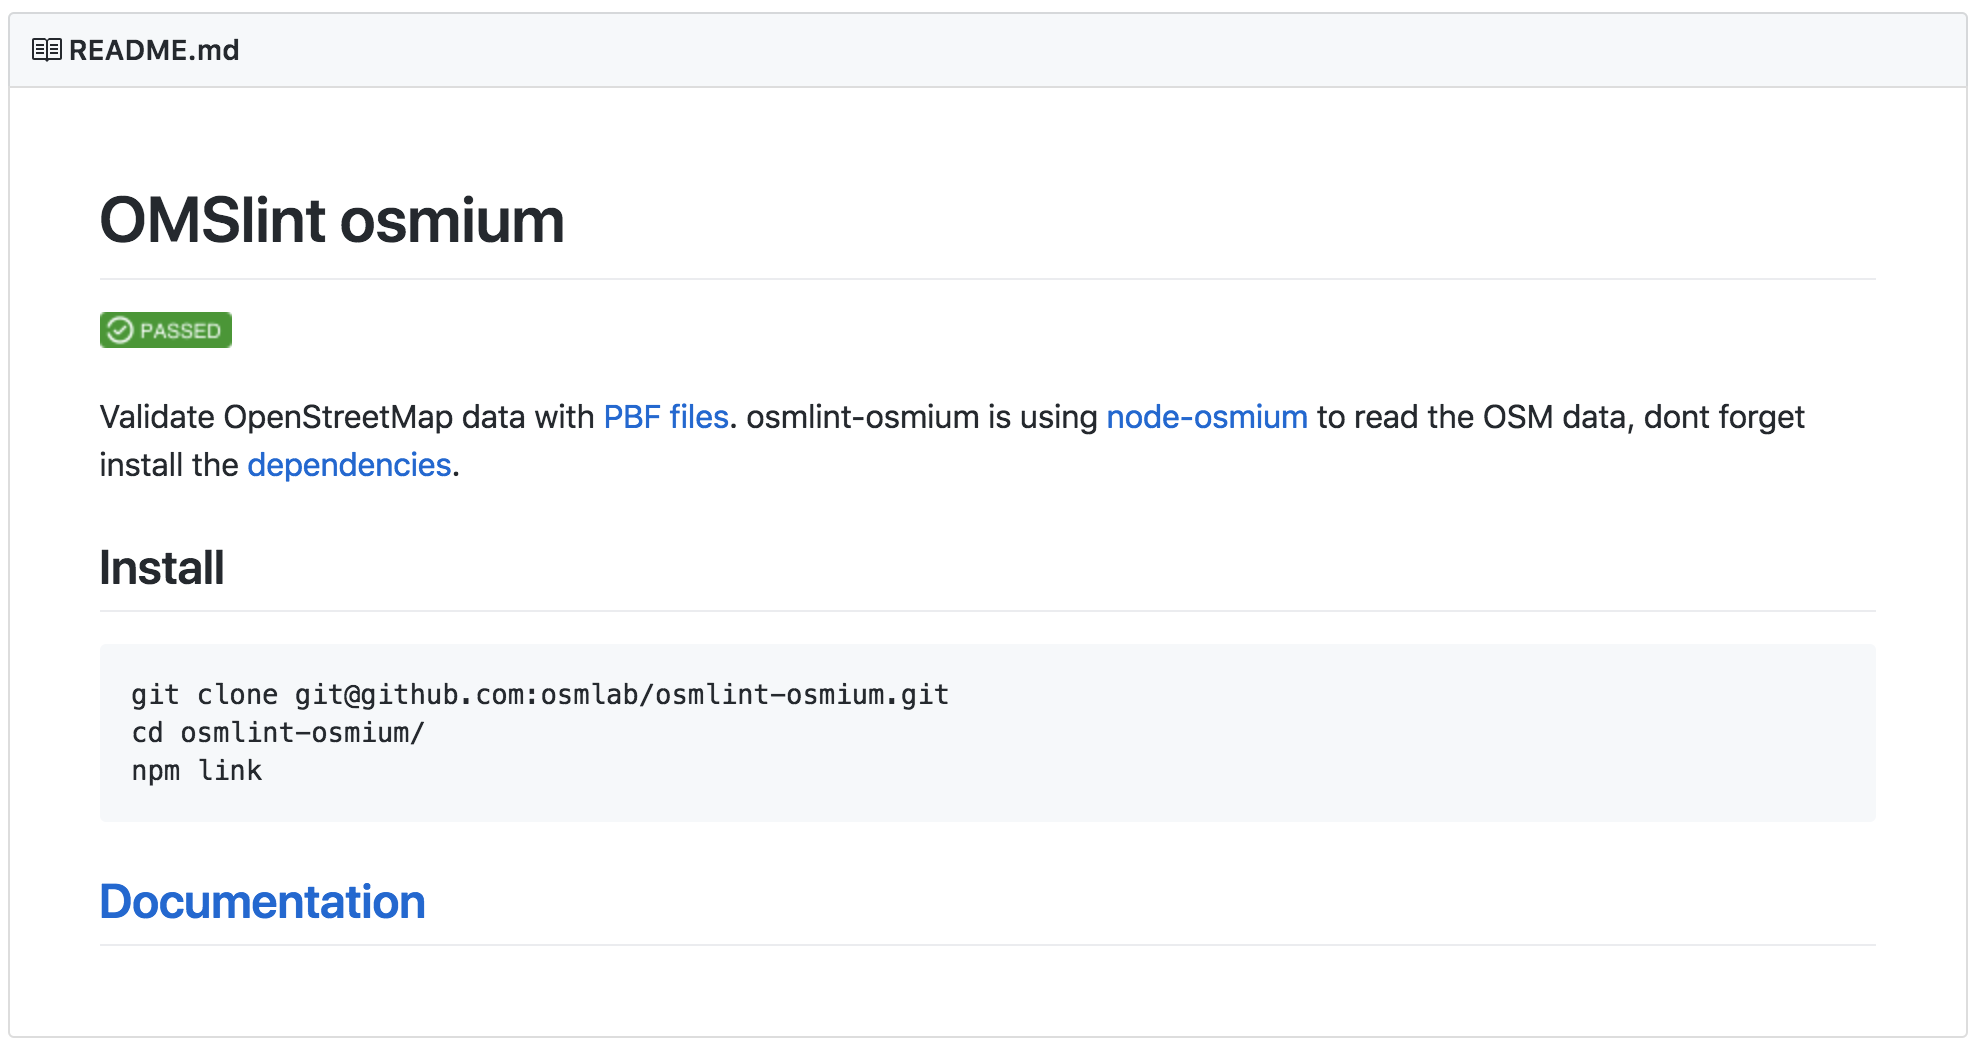 README.md
OMSlint osmium
PASSED
Validate OpenStreetMap data with PBF files. osmlint-osmium is using node-osmium to read the OSM data, dont forget
install the dependencies.
Install
git clone git@github.com:osmlab/osmlint-osmium.git
cd osmlint-osmium/
npm link
Documentation